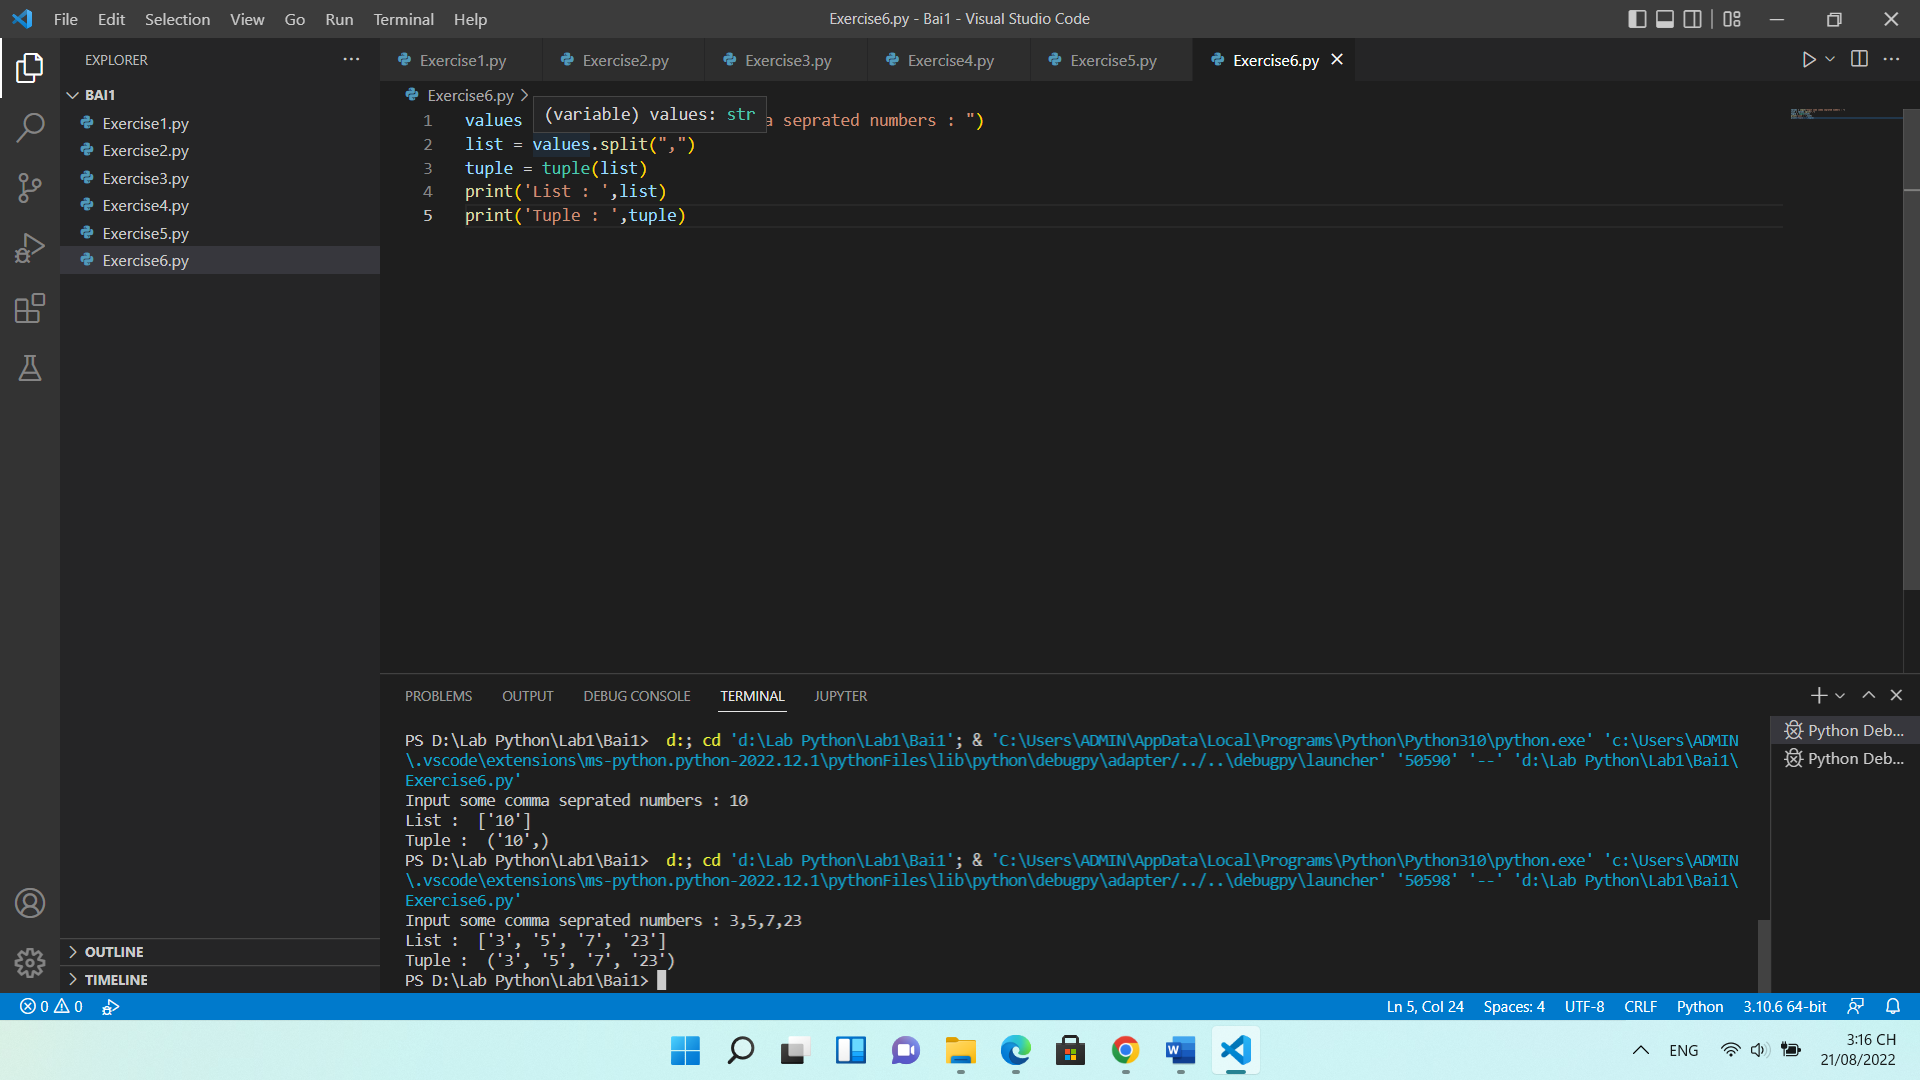 File Edit Selection View Go Run Terminal Help
Exercise6.py - Bai1 - Visual Studio Code
EXPLORER
BAI1
Exercise1.py
Exercise2.py
Exercise3.py
Exercise4.py
Exercise5.py
Exercise6.py
OUTLINE
TIMELINE
Exercise1.py Exercise2.py Exercise3.py Exercise4.py Exercise5.py Exercise6.py
Exercise6.py
(variable) values: str
1 values a seprated numbers : ")
2 list = values.split(",")
3 tuple = tuple(list)
4 print('List : ',list)
5 print('Tuple : ',tuple)
PROBLEMS OUTPUT DEBUG CONSOLE TERMINAL JUPYTER
PS D:\Lab Python\Lab1\Bai1>  d:; cd 'd:\Lab Python\Lab1\Bai1'; & 'C:\Users\ADMIN\AppData\Local\Programs\Python\Python310\python.exe' 'c:\Users\ADMIN
\.vscode\extensions\ms-python.python-2022.12.1\pythonFiles\lib\python\debugpy\adapter/../..\debugpy\launcher' '50590' '--' 'd:\Lab Python\Lab1\Bai1\
Exercise6.py'
Input some comma seprated numbers : 10
List :  ['10']
Tuple :  ('10',)
PS D:\Lab Python\Lab1\Bai1>  d:; cd 'd:\Lab Python\Lab1\Bai1'; & 'C:\Users\ADMIN\AppData\Local\Programs\Python\Python310\python.exe' 'c:\Users\ADMIN
\.vscode\extensions\ms-python.python-2022.12.1\pythonFiles\lib\python\debugpy\adapter/../..\debugpy\launcher' '50598' '--' 'd:\Lab Python\Lab1\Bai1\
Exercise6.py'
Input some comma seprated numbers : 3,5,7,23
List :  ['3', '5', '7', '23']
Tuple :  ('3', '5', '7', '23')
PS D:\Lab Python\Lab1\Bai1>
Python Deb...
Python Deb...
0 0
Ln 5, Col 24 Spaces: 4 UTF-8 CRLF Python 3.10.6 64-bit
ENG
3:16 CH
21/08/2022